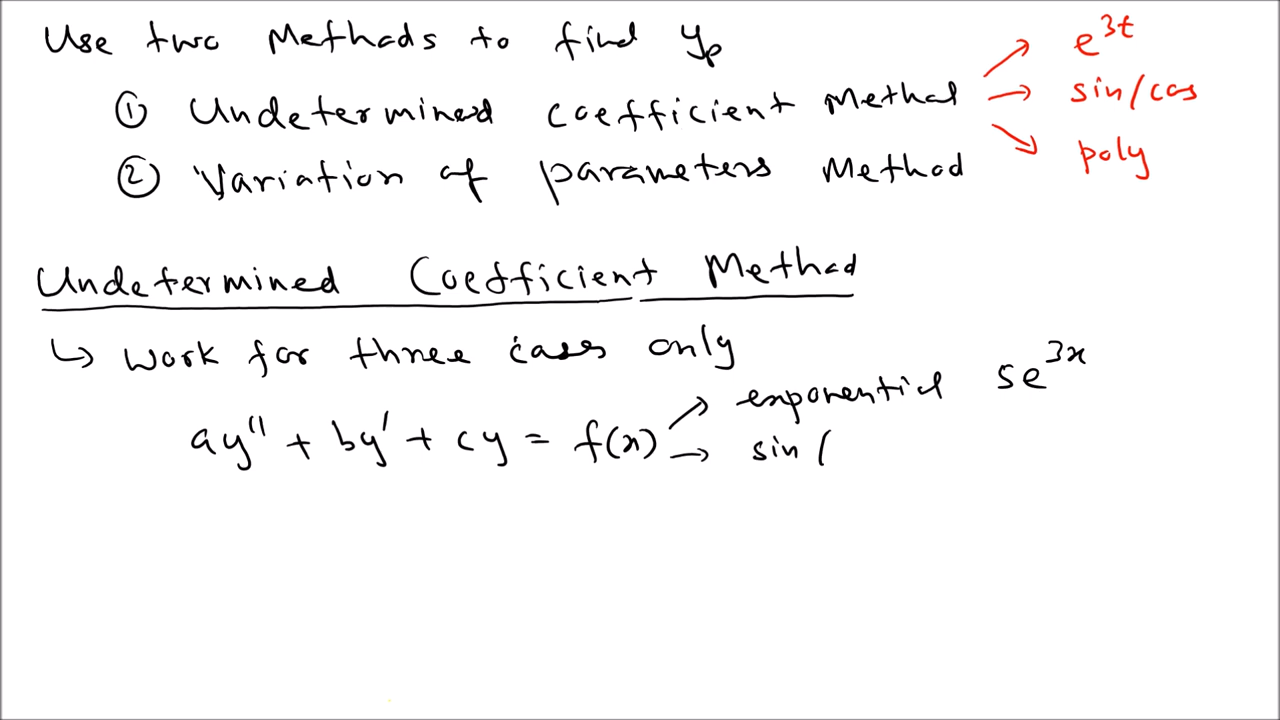 Use two Methods to find yp
① Undetermined coefficient Method → e^3t
→ sin/cos
② Variation of parameters Method → poly
Undetermined Coefficient Method
↳ Work for three cases only
ay'' + by' + cy = f(x) → exponential 5e^3x
→ sin (